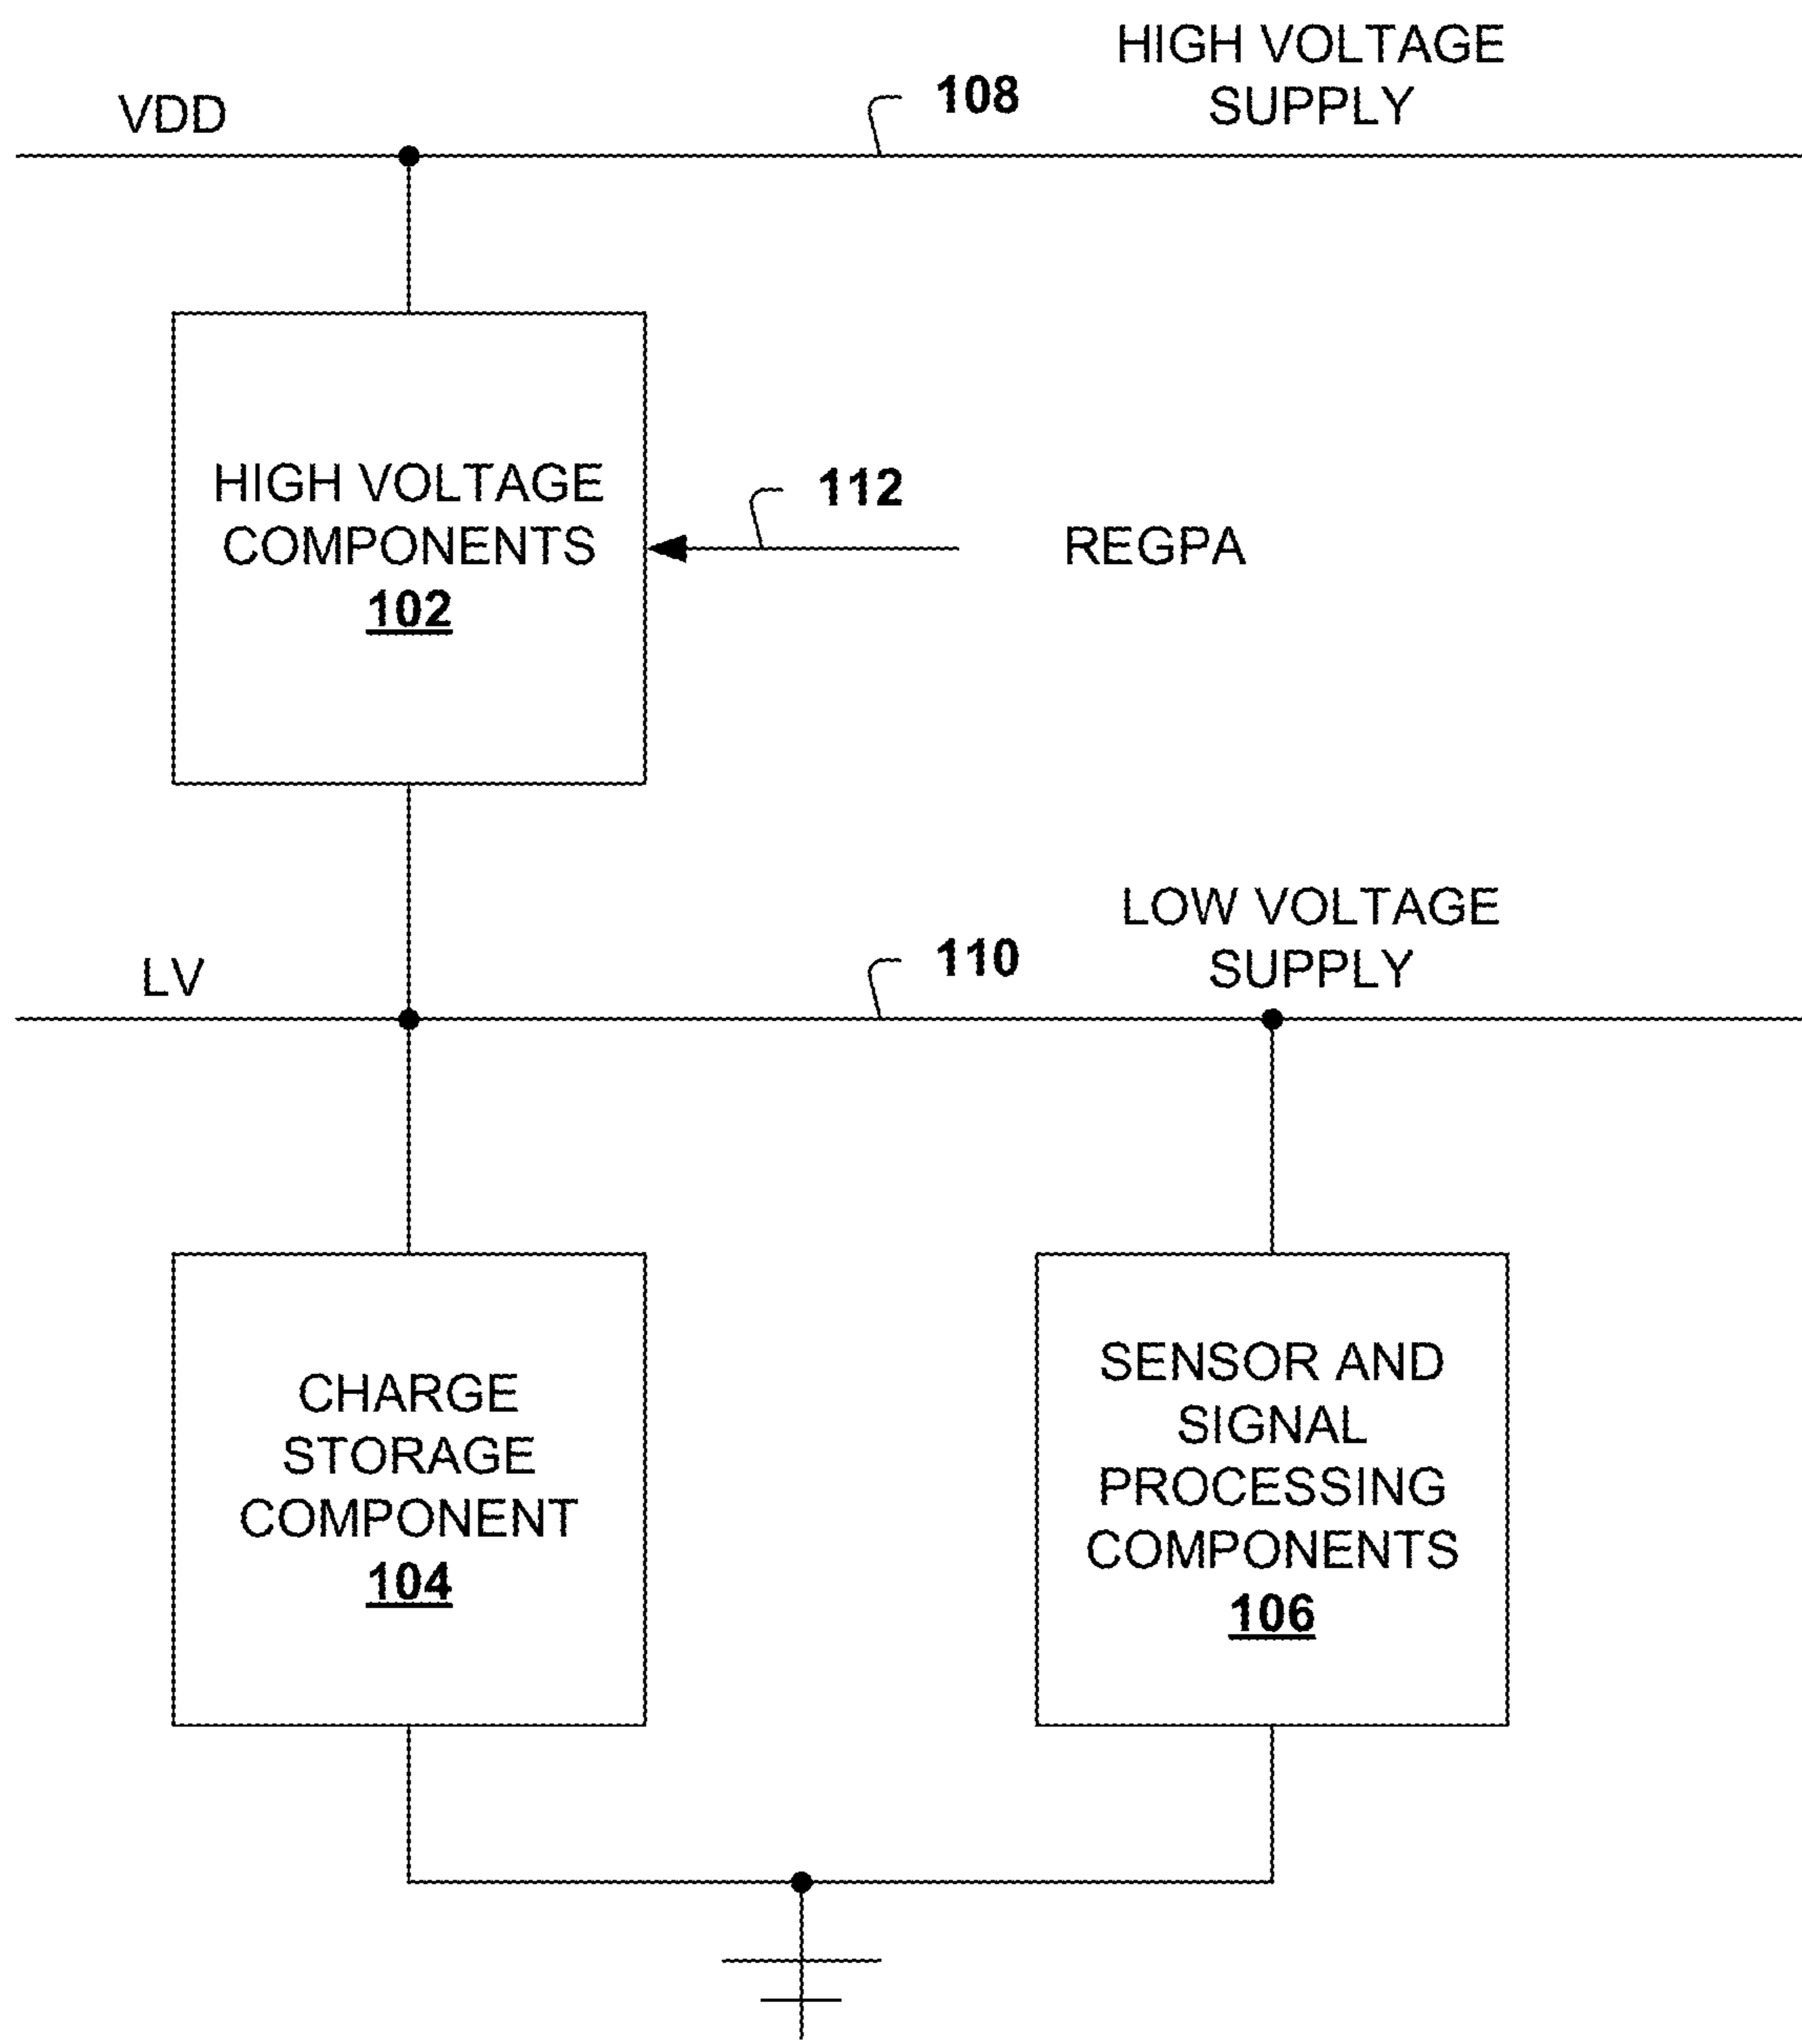 HIGH VOLTAGE
SUPPLY
VDD
108
HIGH VOLTAGE
COMPONENTS
102
112
REGPA
LOW VOLTAGE
SUPPLY
LV
110
CHARGE
STORAGE
COMPONENT
104
SENSOR AND
SIGNAL
PROCESSING
COMPONENTS
106